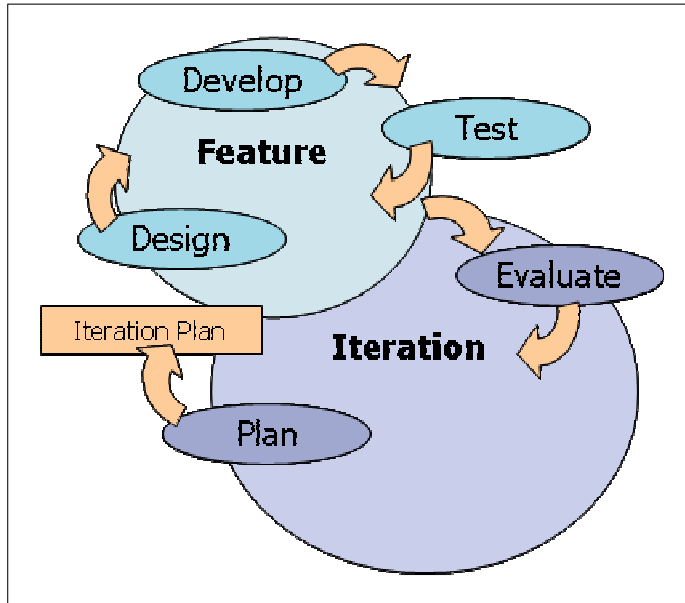 Develop
Test
Feature
Design
Evaluate
Iteration Plan
Iteration
Plan